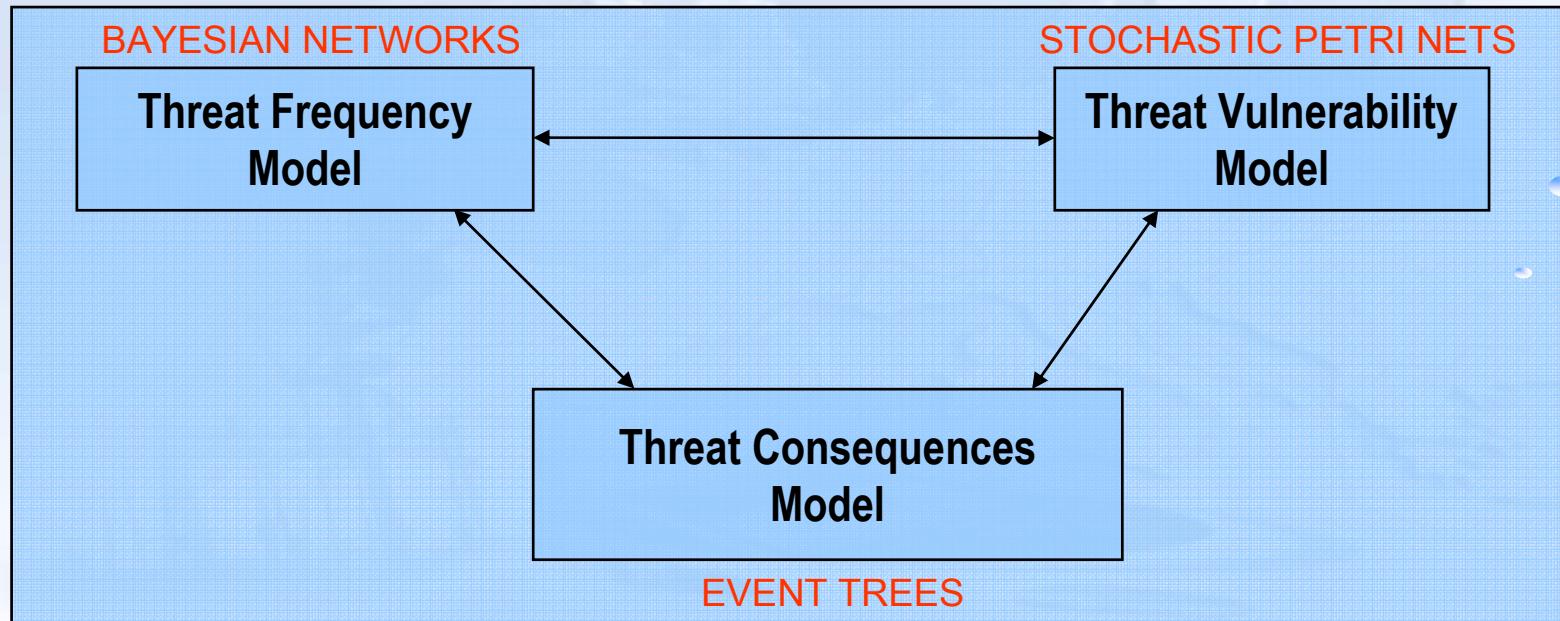 BAYESIAN NETWORKS
Threat Frequency
Model
STOCHASTIC PETRI NETS
Threat Vulnerability
Model
Threat Consequences
Model
EVENT TREES